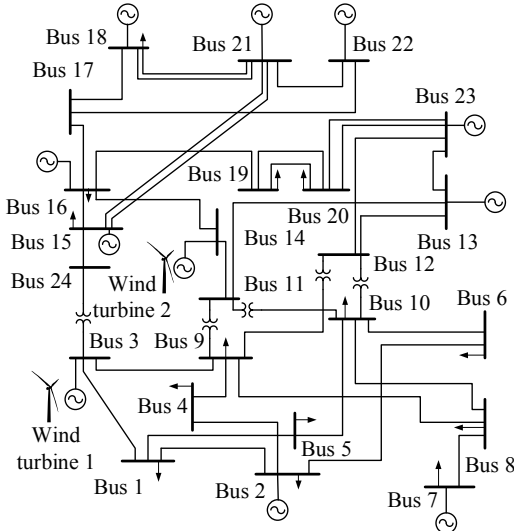 Bus 18
Bus 21
Bus 22
Bus 17
Bus 23
Bus 19
Bus 16
Bus 20
Bus 13
Bus 15
Bus 14
Bus 12
Bus 24
Wind
turbine 2
Bus 11
Bus 10
Bus 6
Bus 3
Bus 9
Bus 4
Wind
turbine 1
Bus 5
Bus 1
Bus 2
Bus 7
Bus 8